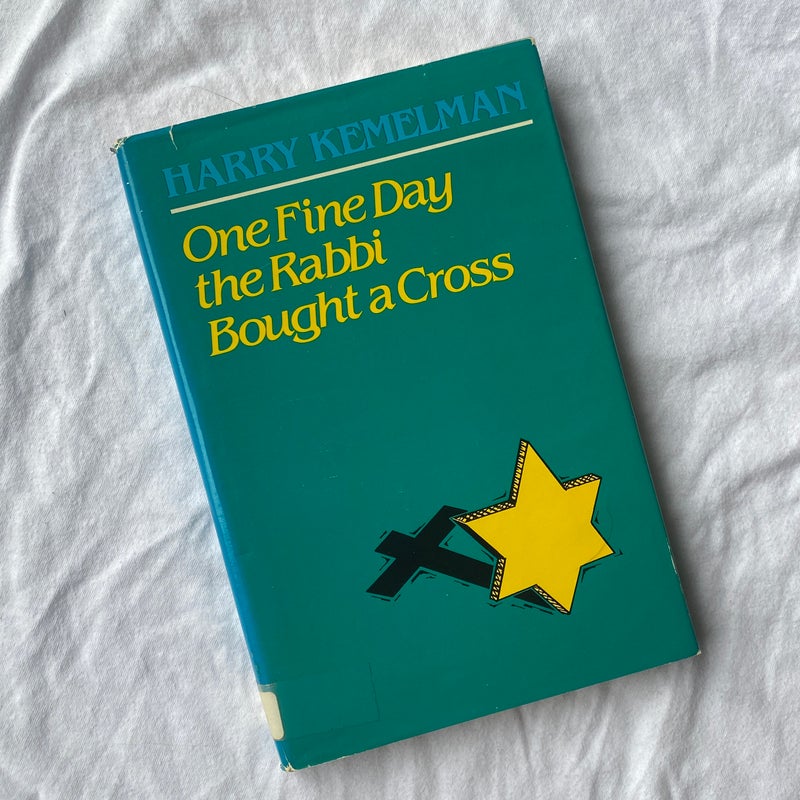 HARRY KEMELMAN
One Fine Day
the Rabbi
Bought a Cross